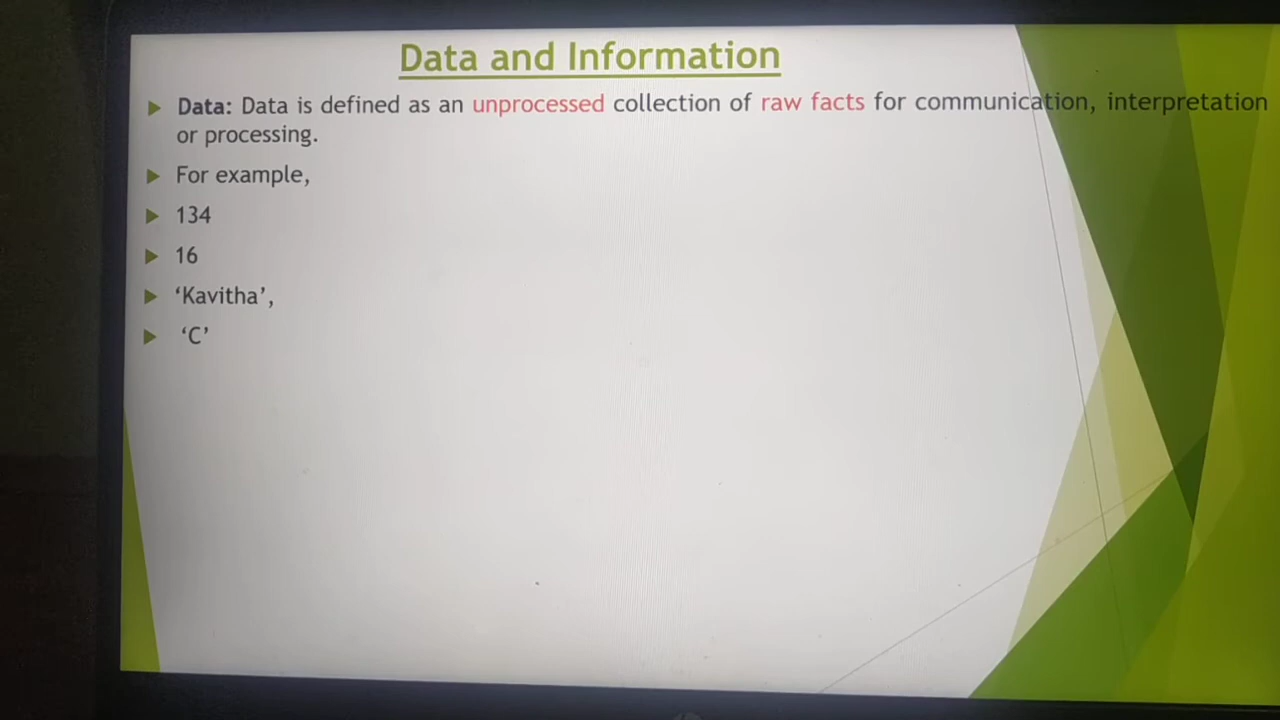 Data and Information
Data: Data is defined as an unprocessed collection of raw facts for communication, interpretation
or processing.
For example,
134
16
‘Kavitha’,
‘C’